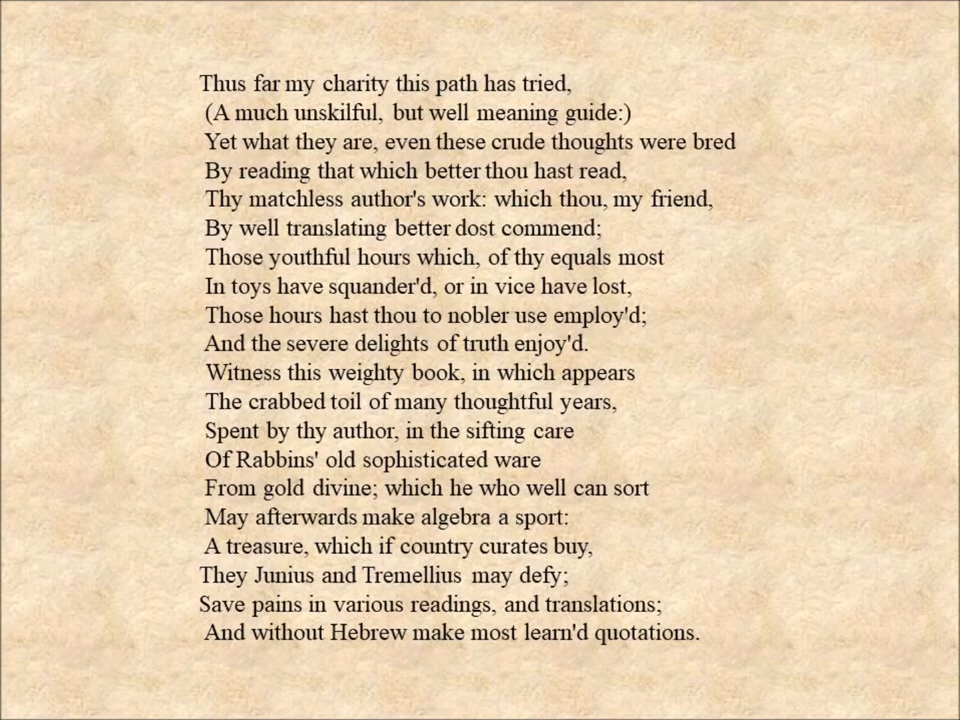 Thus far my charity this path has tried,
(A much unskilful, but well meaning guide:)
Yet what they are, even these crude thoughts were bred
By reading that which better thou hast read,
Thy matchless author's work: which thou, my friend,
By well translating better dost commend;
Those youthful hours which, of thy equals most
In toys have squander'd, or in vice have lost,
Those hours hast thou to nobler use employ'd;
And the severe delights of truth enjoy'd.
Witness this weighty book, in which appears
The crabbed toil of many thoughtful years,
Spent by thy author, in the sifting care
Of Rabbins' old sophisticated ware
From gold divine; which he who well can sort
May afterwards make algebra a sport:
A treasure, which if country curates buy,
They Junius and Tremellius may defy;
Save pains in various readings, and translations;
And without Hebrew make most learn'd quotations.